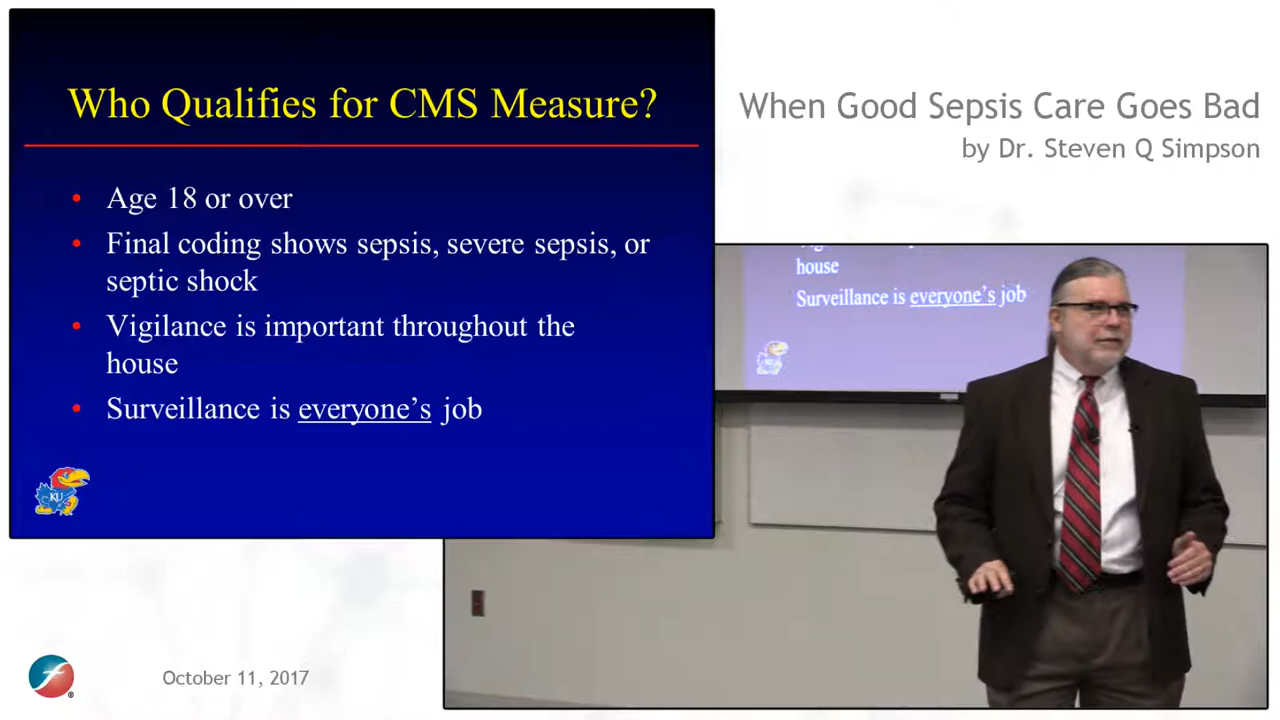 Who Qualifies for CMS Measure?
• Age 18 or over
• Final coding shows sepsis, severe sepsis, or
septic shock
• Vigilance is important throughout the
house
• Surveillance is everyone's job
KU
When Good Sepsis Care Goes Bad
by Dr. Steven Q Simpson
house
Surveillance is everyone's job
October 11, 2017
®